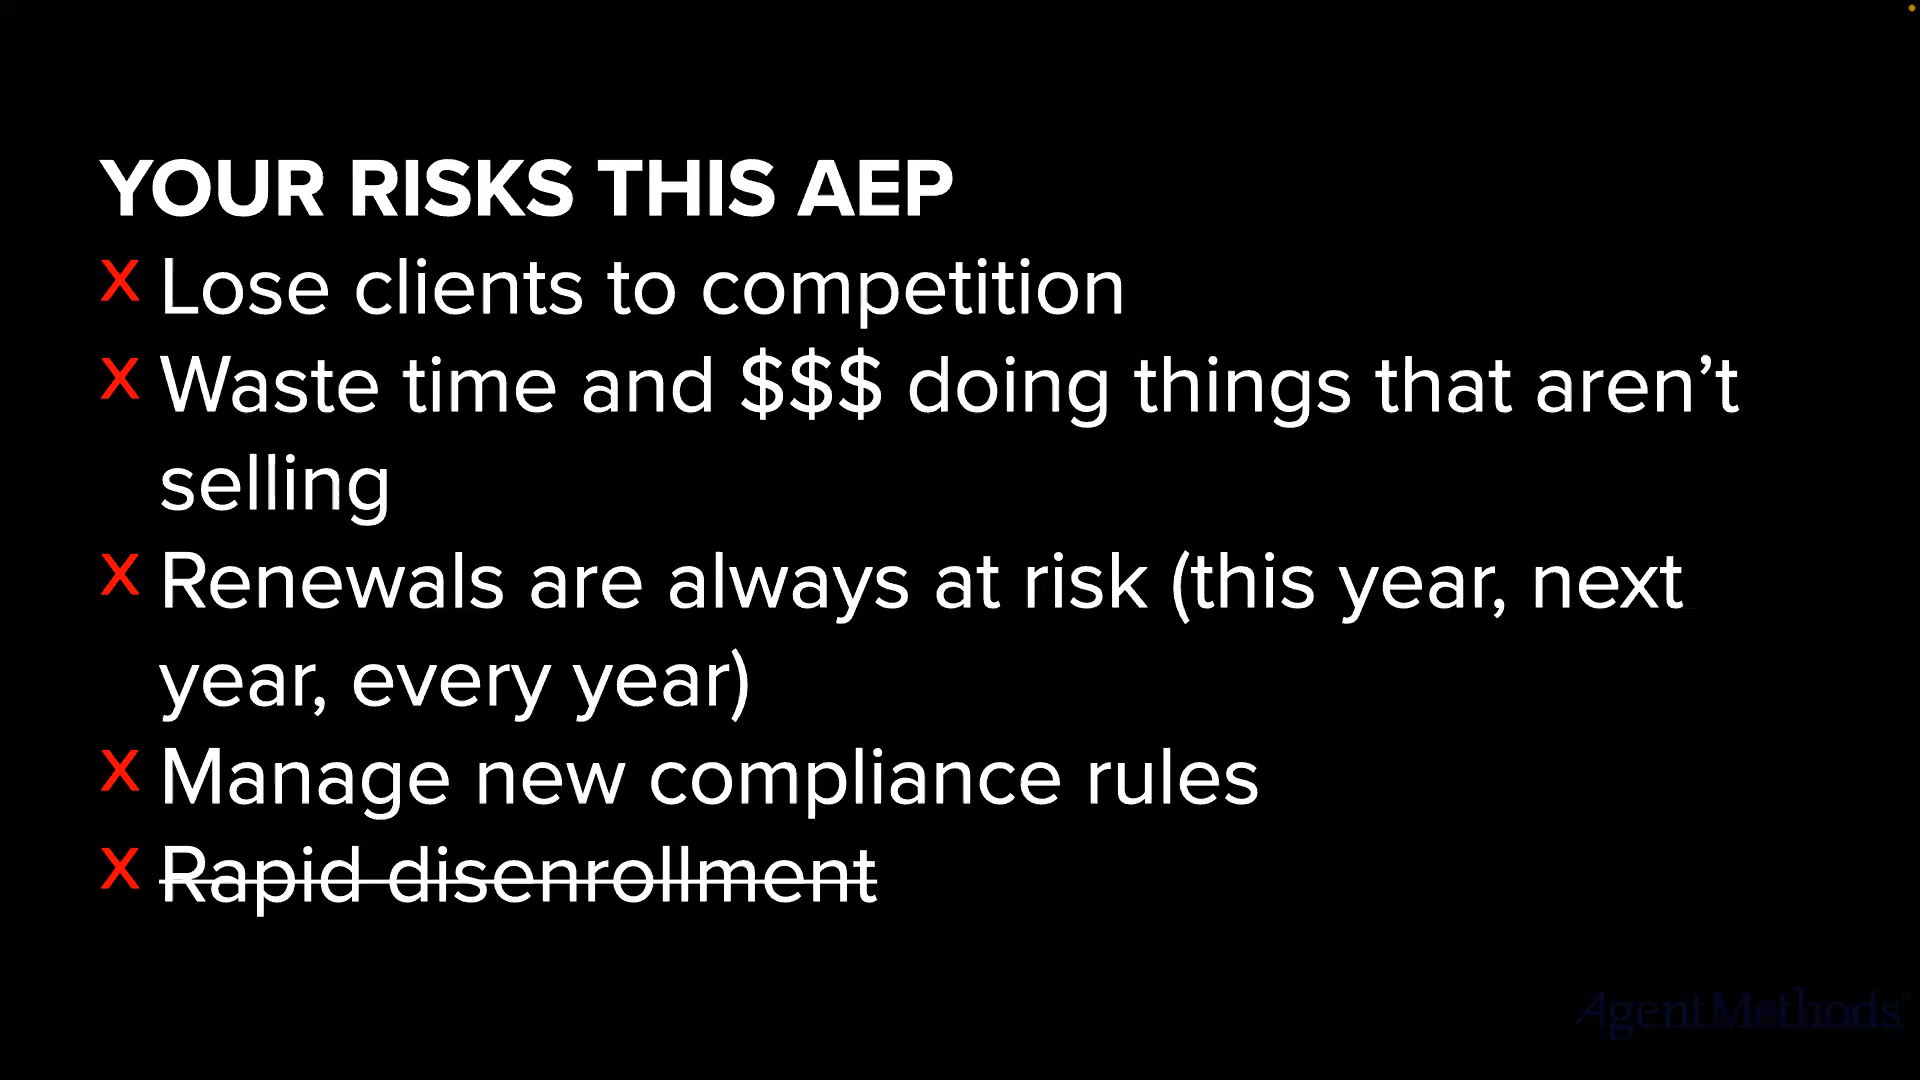 YOUR RISKS THIS AEP
X Lose clients to competition
X Waste time and $$$ doing things that aren’t
selling
X Renewals are always at risk (this year, next
year, every year)
X Manage new compliance rules
X Rapid disenrollment
AgentMethods